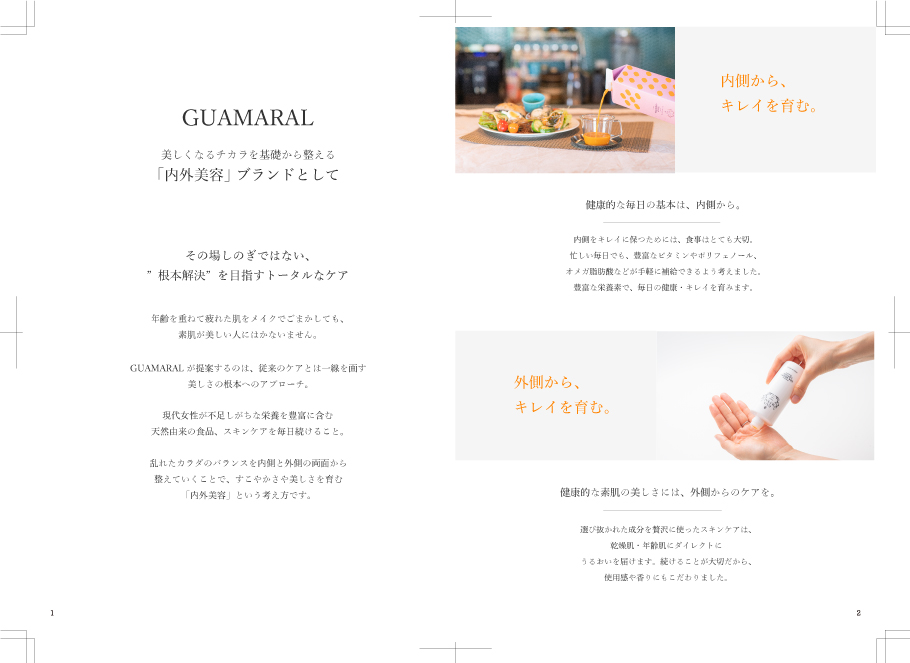 GUAMARAL
美しくなるチカラを基礎から整える
「内外美容」ブランドとして
その場しのぎではない、
”根本解決”を目指すトータルなケア
年齢を重ねて疲れた肌をメイクでごまかしても、
素肌が美しい人にはかないません。
GUAMARAL が提案するのは、従来のケアとは一線を画す
美しさの根本へのアプローチ。
現代女性が不足しがちな栄養を豊富に含む
天然由来の食品、スキンケアを毎日続けること。
乱れたカラダのバランスを内側と外側の両面から
整えていくことで、すこやかさや美しさを育む
「内外美容」という考え方です。
1
内側から、
キレイを育む。
健康的な毎日の基本は、内側から。
内側をキレイに保つためには、食事はとても大切。
忙しい毎日でも、豊富なビタミンやポリフェノール、
オメガ脂肪酸などが手軽に補給できるよう考えました。
豊富な栄養素で、毎日の健康・キレイを育みます。
外側から、
キレイを育む。
健康的な素肌の美しさには、外側からのケアを。
選び抜かれた成分を贅沢に使ったスキンケアは、
乾燥肌・年齢肌にダイレクトに
うるおいを届けます。続けることが大切だから、
使用感や香りにもこだわりました。
2